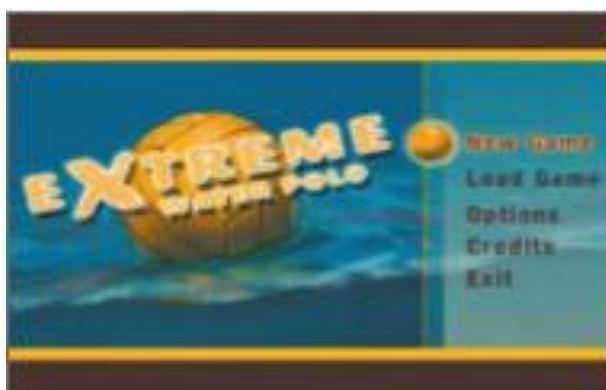 EXTREME
WATER POLO
New Game
Load Game
Options
Credits
Exit